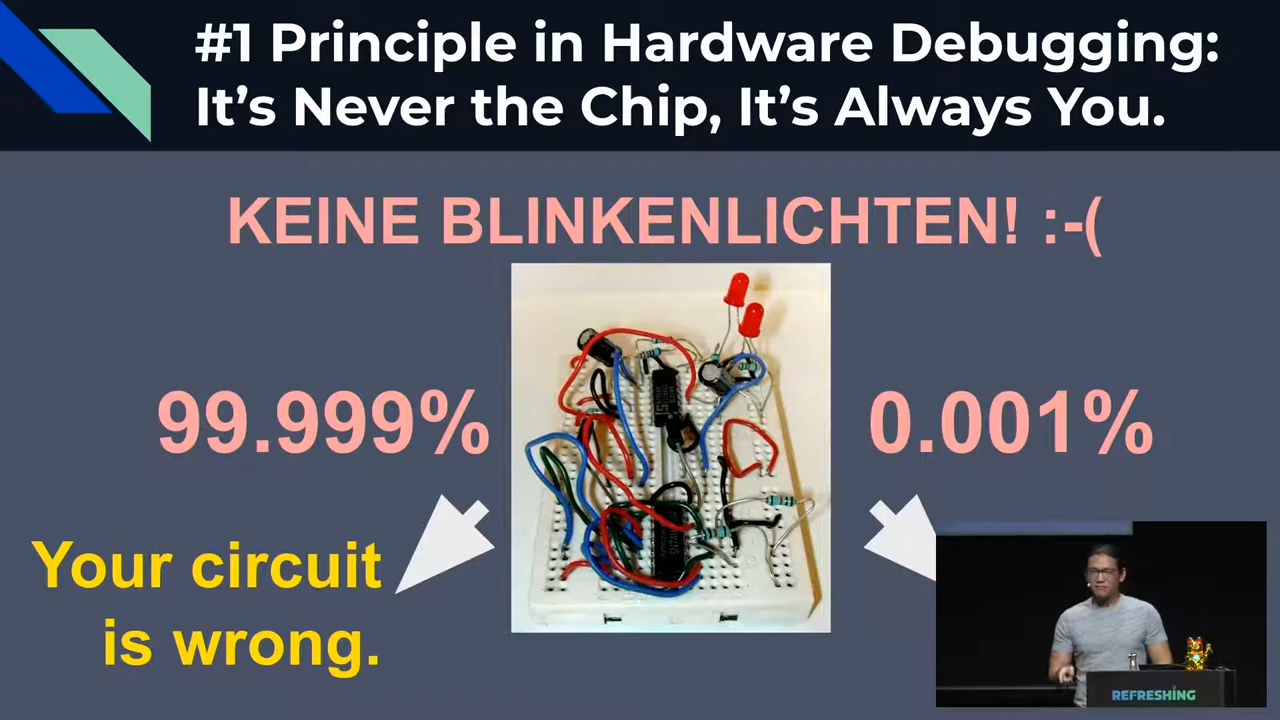 #1 Principle in Hardware Debugging:
It's Never the Chip, It's Always You.
KEINE BLINKENLICHTEN! :-(
99.999%
0.001%
Your circuit
is wrong.
REFRESHING